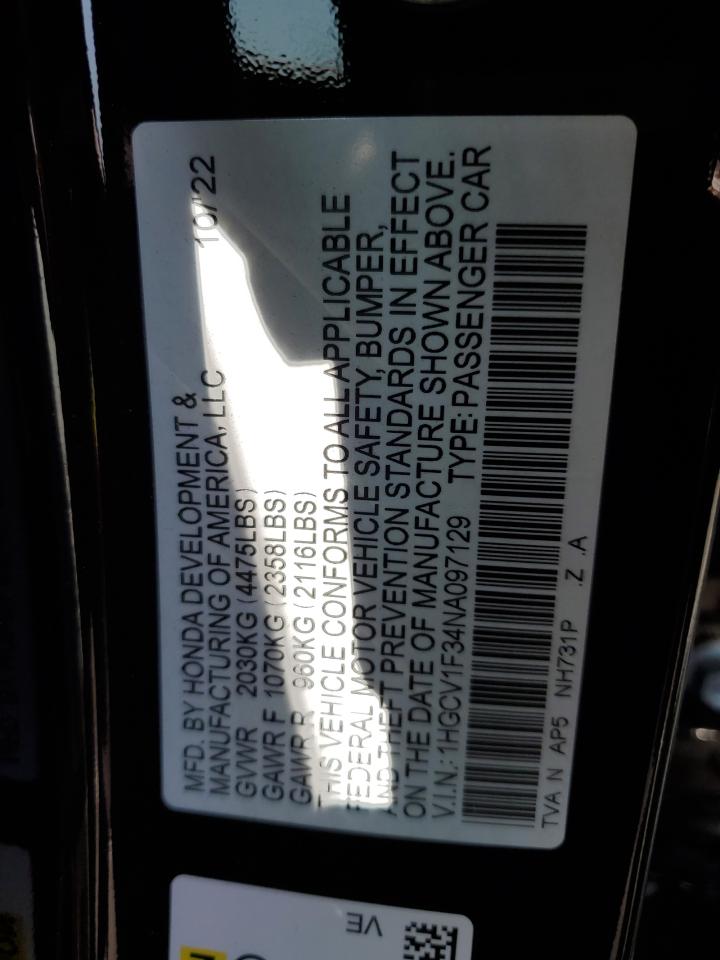 MFD. BY HONDA DEVELOPMENT &
MANUFACTURING OF AMERICA, LLC 10/'22
GVWR 2030KG (4475LBS)
GAWR F 1070KG (2358LBS)
GAWR R 960KG (2116LBS)
THIS VEHICLE CONFORMS TO ALL APPLICABLE
FEDERAL MOTOR VEHICLE SAFETY, BUMPER,
AND THEFT PREVENTION STANDARDS IN EFFECT
ON THE DATE OF MANUFACTURE SHOWN ABOVE.
V.I.N.: 1HGCV1F34NA097129 TYPE: PASSENGER CAR
TVA N AP5 NH731P .Z .A
VE